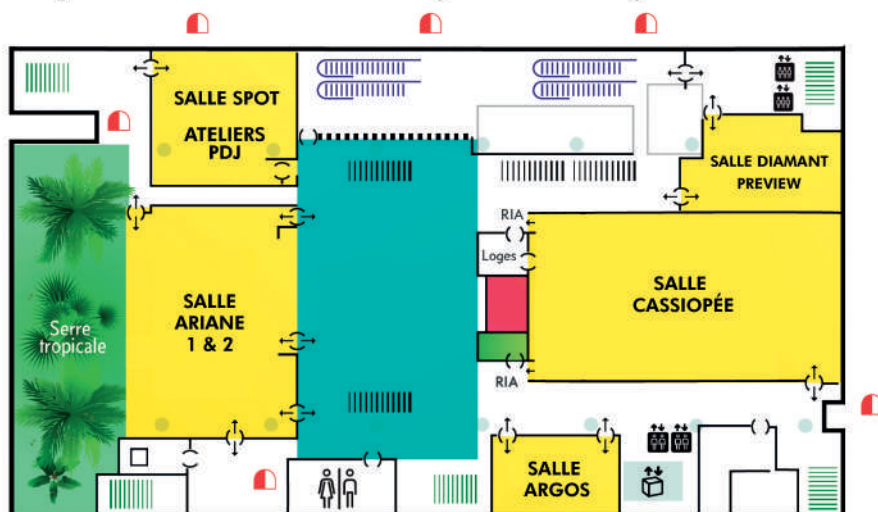 SALLE SPOT
ATELIERS
PDJ
SALLE DIAMANT
PREVIEW
RIA
Loges
SALLE
CASSIOPÉE
SALLE
ARIANE
1 & 2
Serre
tropicale
RIA
SALLE
ARGOS